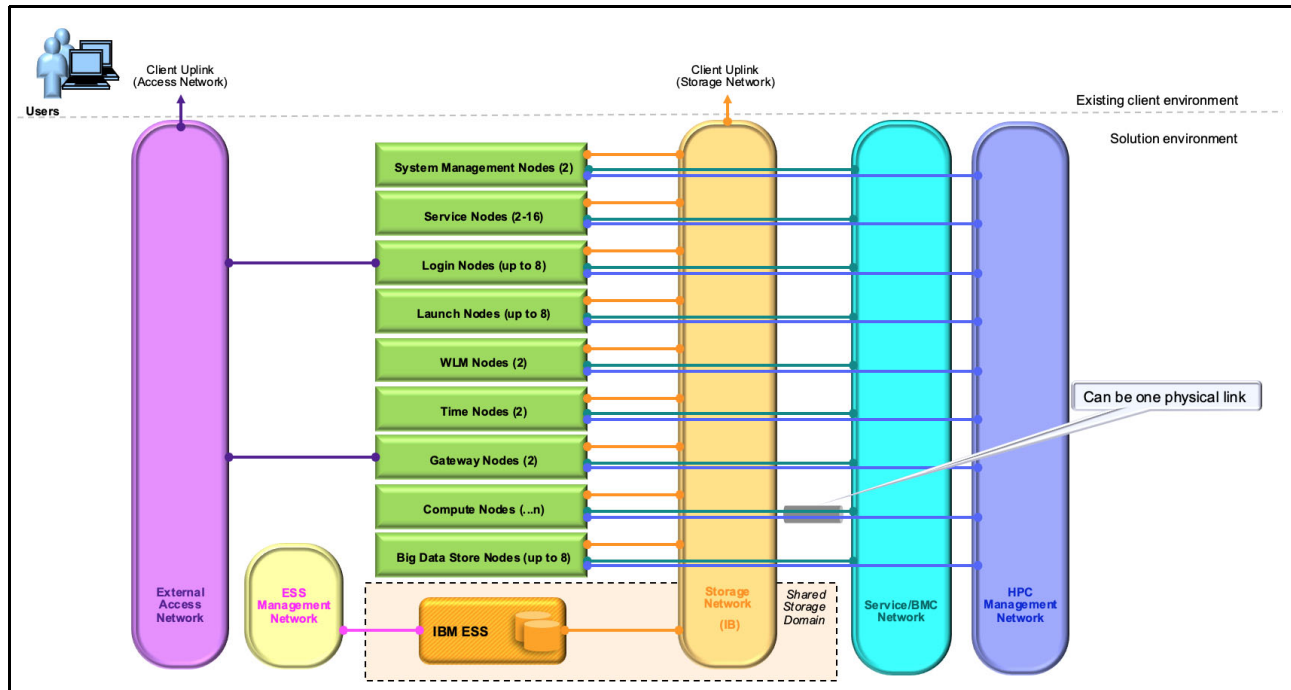 Users
Client Uplink
(Access Network)
Client Uplink
(Storage Network)
Existing client environment
Solution environment
System Management Nodes (2)
Service Nodes (2-16)
Login Nodes (up to 8)
Launch Nodes (up to 8)
WLM Nodes (2)
Time Nodes (2)
Can be one physical link
Gateway Nodes (2)
Compute Nodes (...n)
Big Data Store Nodes (up to 8)
External
Access
Network
ESS
Management
Network
IBM ESS
Storage
Network
(IB)
Shared
Storage
Domain
Service/BMC
Network
HPC
Management
Network